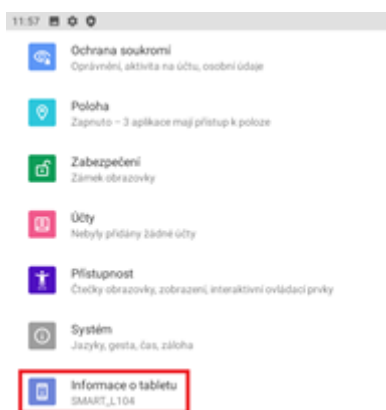 11:57
Ochrana soukromí
Oprávnění, aktivita na účtu, osobní údaje
Poloha
Zapnuto – 3 aplikace mají přístup k poloze
Zabezpečení
Zámek obrazovky
Účty
Nebyly přidány žádné účty
Přístupnost
Čtečky obrazovky, zobrazení, interaktivní ovládací prvky
Systém
Jazyky, gesta, čas, záloha
Informace o tabletu
SMART_L104